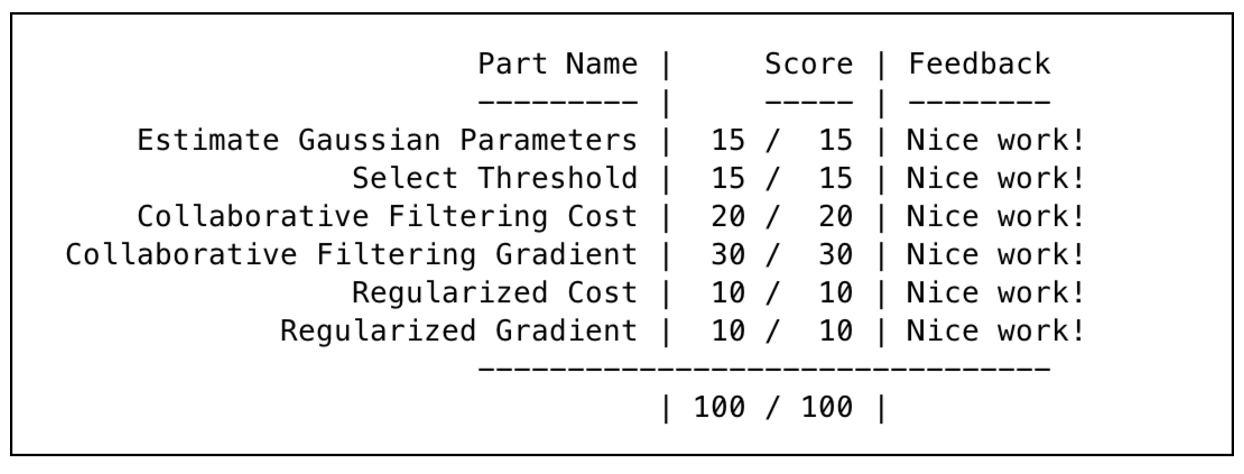 Part Name |     Score | Feedback
--------- |     ----- | --------
Estimate Gaussian Parameters |  15 /  15 | Nice work!
Select Threshold |  15 /  15 | Nice work!
Collaborative Filtering Cost |  20 /  20 | Nice work!
Collaborative Filtering Gradient |  30 /  30 | Nice work!
Regularized Cost |  10 /  10 | Nice work!
Regularized Gradient |  10 /  10 | Nice work!
--------------------------------
| 100 / 100 |